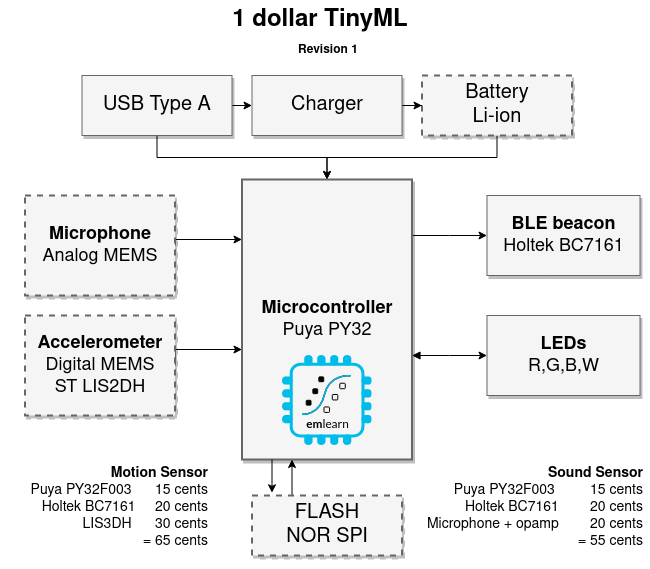 1 dollar TinyML
Revision 1
USB Type A
Charger
Battery
Li-ion
Microphone
Analog MEMS
BLE beacon
Holtek BC7161
Microcontroller
Puya PY32
Accelerometer
Digital MEMS
ST LIS2DH
LEDs
R,G,B,W
emlearn
Motion Sensor
Puya PY32F003 15 cents
Holtek BC7161 20 cents
LIS3DH 30 cents
= 65 cents
FLASH
NOR SPI
Sound Sensor
Puya PY32F003 15 cents
Holtek BC7161 20 cents
Microphone + opamp 20 cents
= 55 cents